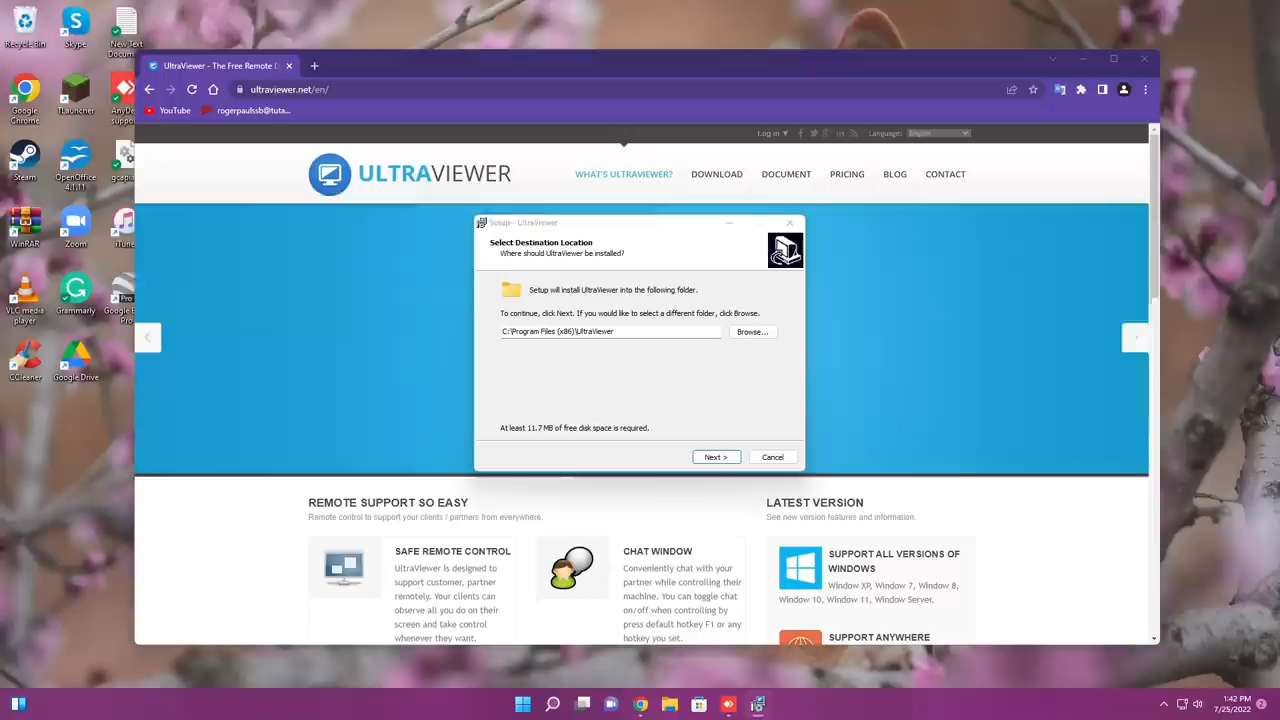 Recycle Bin
Skype
New Text
Docum...
Google
Chrome
TLauncher
AnyDe
Steam
OpenOffice
4.1.11
gcapi
WinRAR
Zoom
iTun
VLC media
player
Grammarly
Google E
Pro
CCleaner
Google Drive
UltraViewer - The Free Remote D
ultraviewer.net/en/
YouTube
rogerpaulssb@tuta...
Log in ▼
Language:
English
ULTRAVIEWER
WHAT'S ULTRAVIEWER?
DOWNLOAD
DOCUMENT
PRICING
BLOG
CONTACT
Setup - UltraViewer
Select Destination Location
Where should UltraViewer be installed?
Setup will install UltraViewer into the following folder.
To continue, click Next. If you would like to select a different folder, click Browse.
C:\Program Files (x86)\UltraViewer
Browse...
At least 11.7 MB of free disk space is required.
Next >
Cancel
REMOTE SUPPORT SO EASY
Remote control to support your clients / partners from everywhere.
SAFE REMOTE CONTROL
UltraViewer is designed to
support customer, partner
remotely. Your clients can
observe all you do on their
screen and take control
whenever they want.
CHAT WINDOW
Conveniently chat with your
partner while controlling their
machine. You can toggle chat
on/off when controlling by
press default hotkey F1 or any
hotkey you set.
LATEST VERSION
See new version features and information.
SUPPORT ALL VERSIONS OF
WINDOWS
Window XP, Window 7, Window 8,
Window 10, Window 11, Window Server.
SUPPORT ANYWHERE
1:42 PM
7/25/2022
2